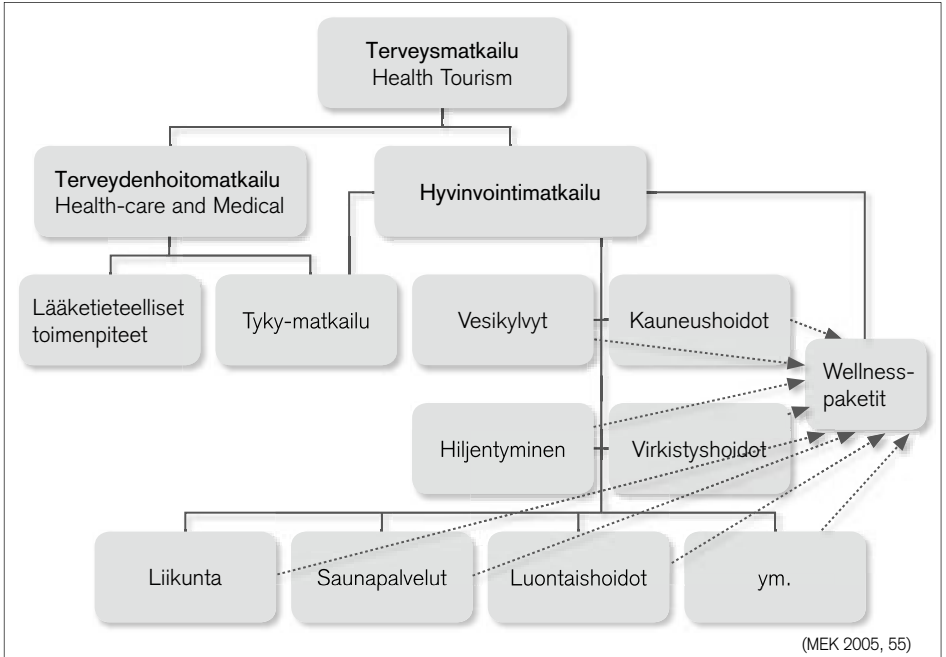 Terveysmatkailu
Health Tourism
Terveydenhoitomatkailu
Health-care and Medical
Hyvinvointimatkailu
Lääketieteelliset
toimenpiteet
Tyky-matkailu
Vesikylvyt
Kauneushoidot
Wellness-
paketit
Hiljentyminen
Virkistyshoidot
Liikunta
Saunapalvelut
Luontaishoidot
ym.
(MEK 2005, 55)